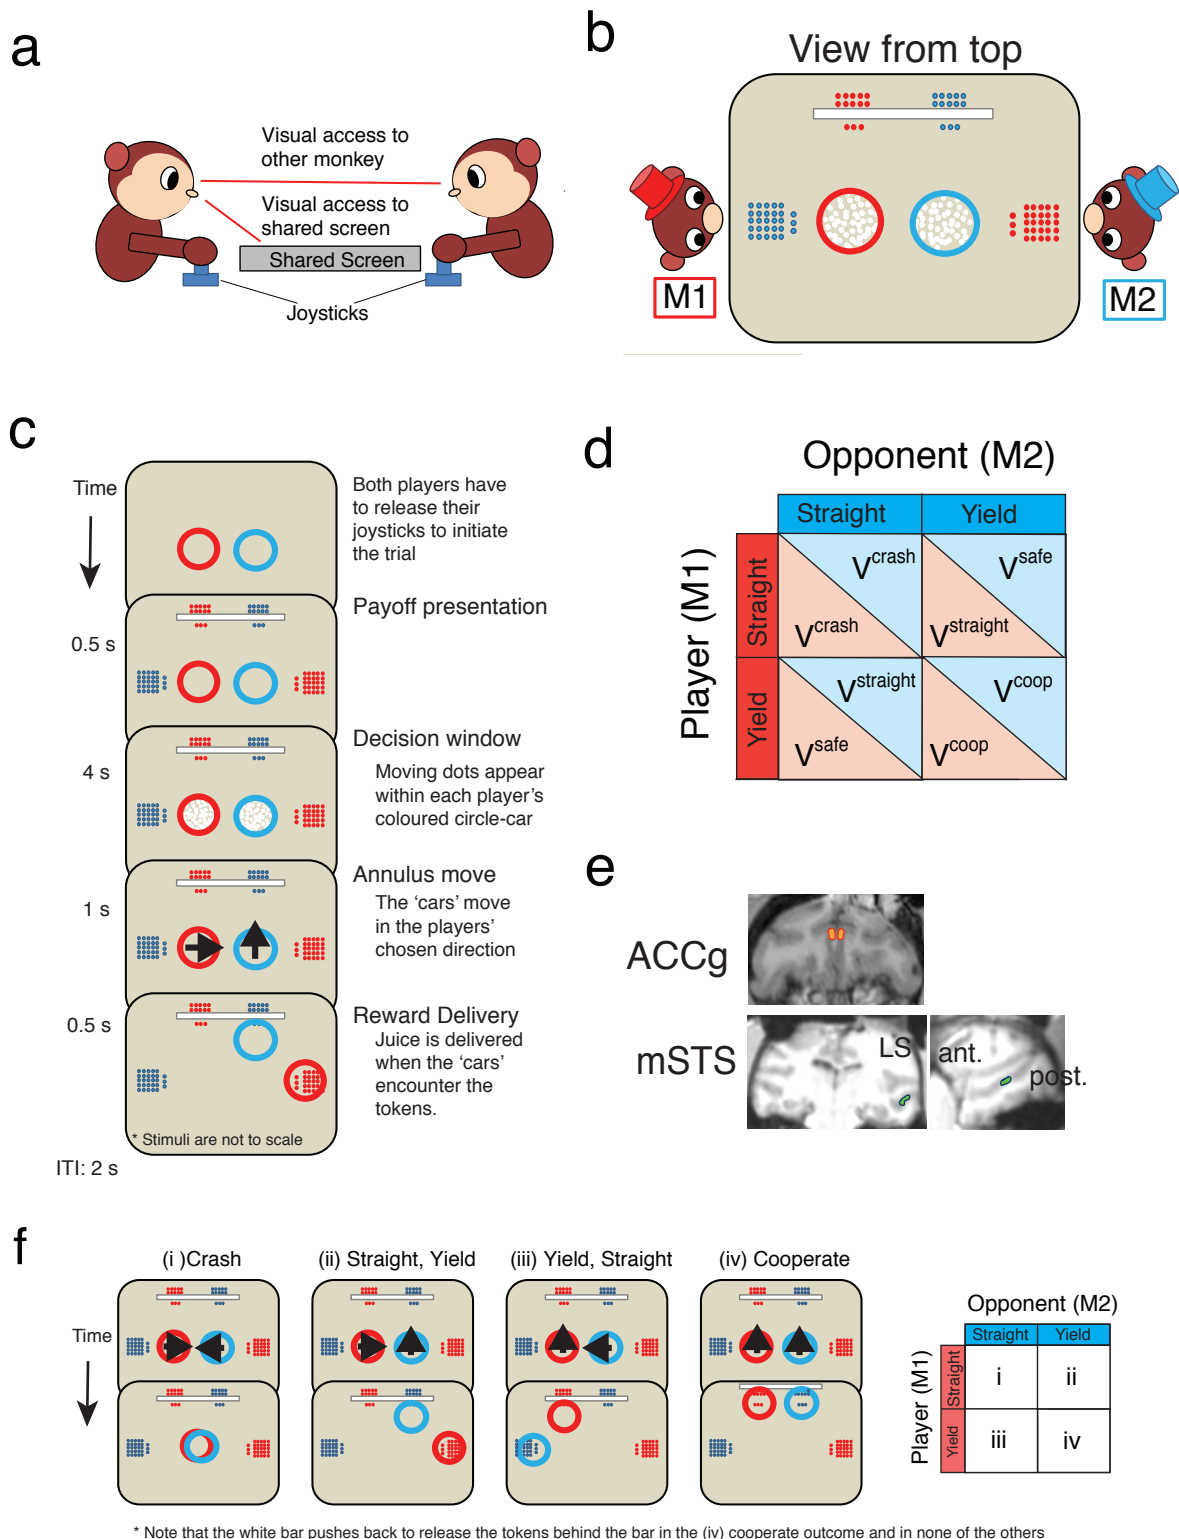 a
Visual access to
other monkey
Visual access to
shared screen
Shared Screen
Joysticks
b
View from top
M1
M2
c
Time
Both players have
to release their
joysticks to initiate
the trial
Payoff presentation
0.5 s
Decision window
4 s
Moving dots appear
within each player's
coloured circle-car
Annulus move
1 s
The 'cars' move
in the players'
chosen direction
Reward Delivery
0.5 s
Juice is delivered
when the 'cars'
encounter the
tokens.
* Stimuli are not to scale
ITI: 2 s
d
Opponent (M2)
Straight Yield
Player (M1)
Straight
Vcrash Vsafe
Vcrash Vstraight
Yield
Vstraight Vcoop
Vsafe Vcoop
e
ACCg
mSTS
LS
ant.
post.
f
(i )Crash
(ii) Straight, Yield
(iii) Yield, Straight
(iv) Cooperate
Time
Opponent (M2)
Straight Yield
Player (M1)
Straight
i ii
Yield
iii iv
* Note that the white bar pushes back to release the tokens behind the bar in the (iv) cooperate outcome and in none of the others